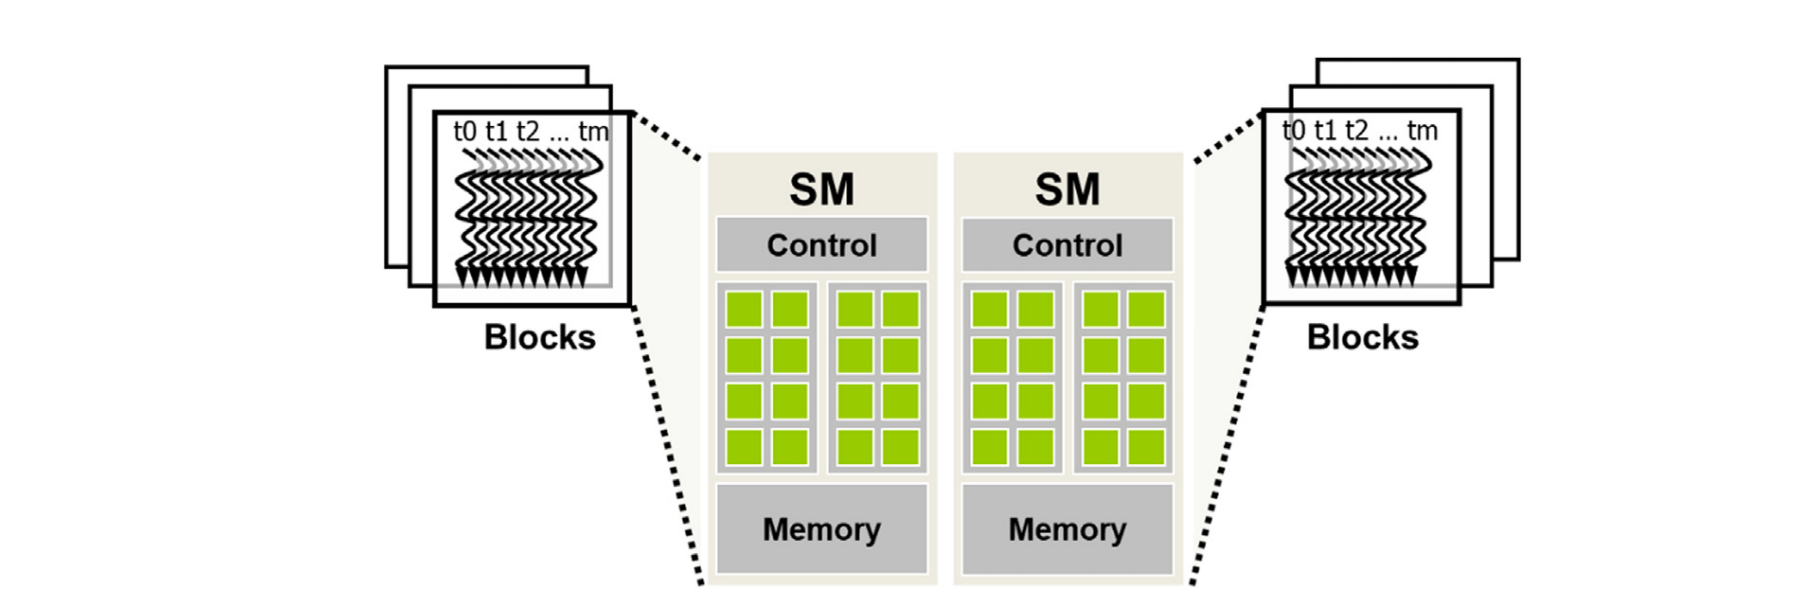 t0 t1 t2 ... tm
Blocks
SM
Control
Memory
SM
Control
Memory
t0 t1 t2 ... tm
Blocks